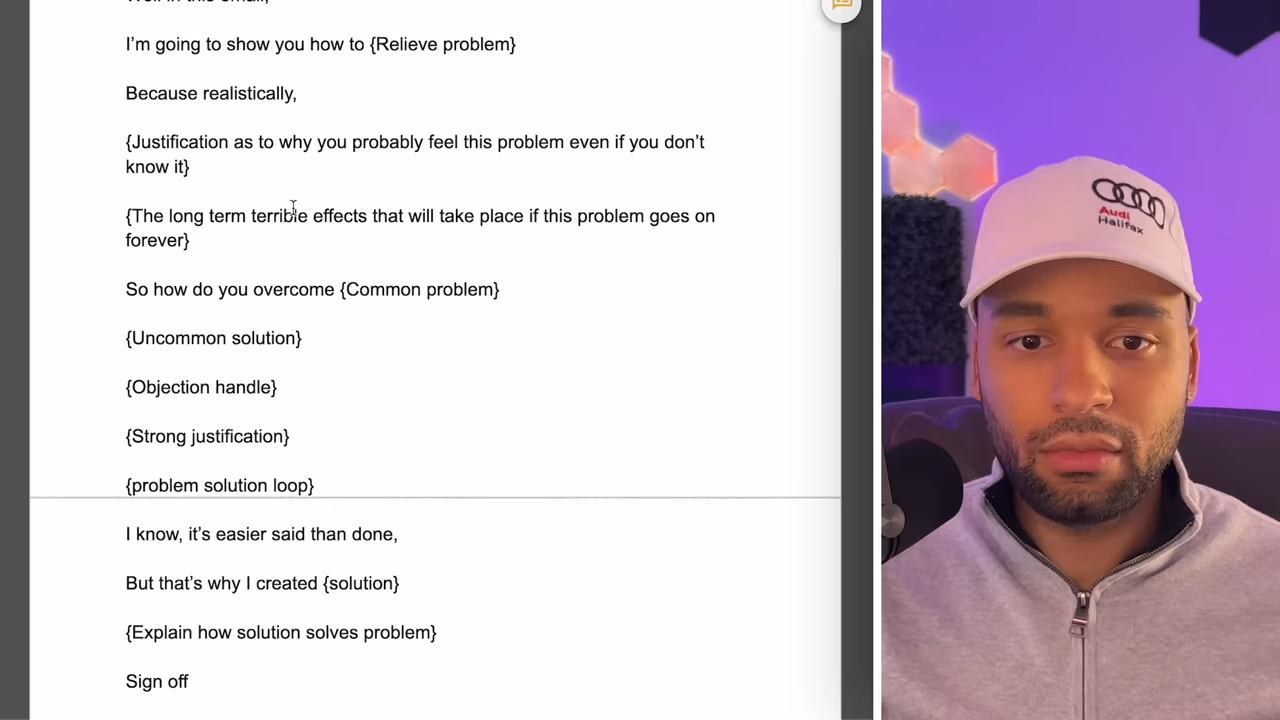 I’m going to show you how to {Relieve problem}
Because realistically,
{Justification as to why you probably feel this problem even if you don’t
know it}
{The long term terrible effects that will take place if this problem goes on
forever}
So how do you overcome {Common problem}
{Uncommon solution}
{Objection handle}
{Strong justification}
{problem solution loop}
I know, it’s easier said than done,
But that’s why I created {solution}
{Explain how solution solves problem}
Sign off
Audi
Halifax